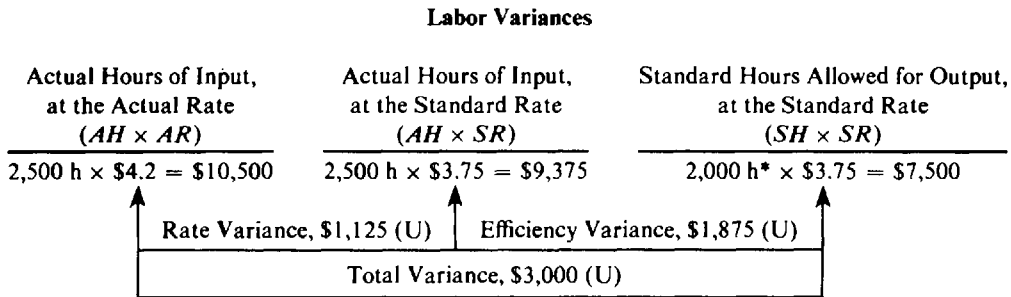 Labor Variances
Actual Hours of Input,
at the Actual Rate
(AH × AR)
2,500 h × $4.2 = $10,500
Actual Hours of Input,
at the Standard Rate
(AH × SR)
2,500 h × $3.75 = $9,375
Standard Hours Allowed for Output,
at the Standard Rate
(SH × SR)
2,000 h* × $3.75 = $7,500
Rate Variance, $1,125 (U)
Efficiency Variance, $1,875 (U)
Total Variance, $3,000 (U)